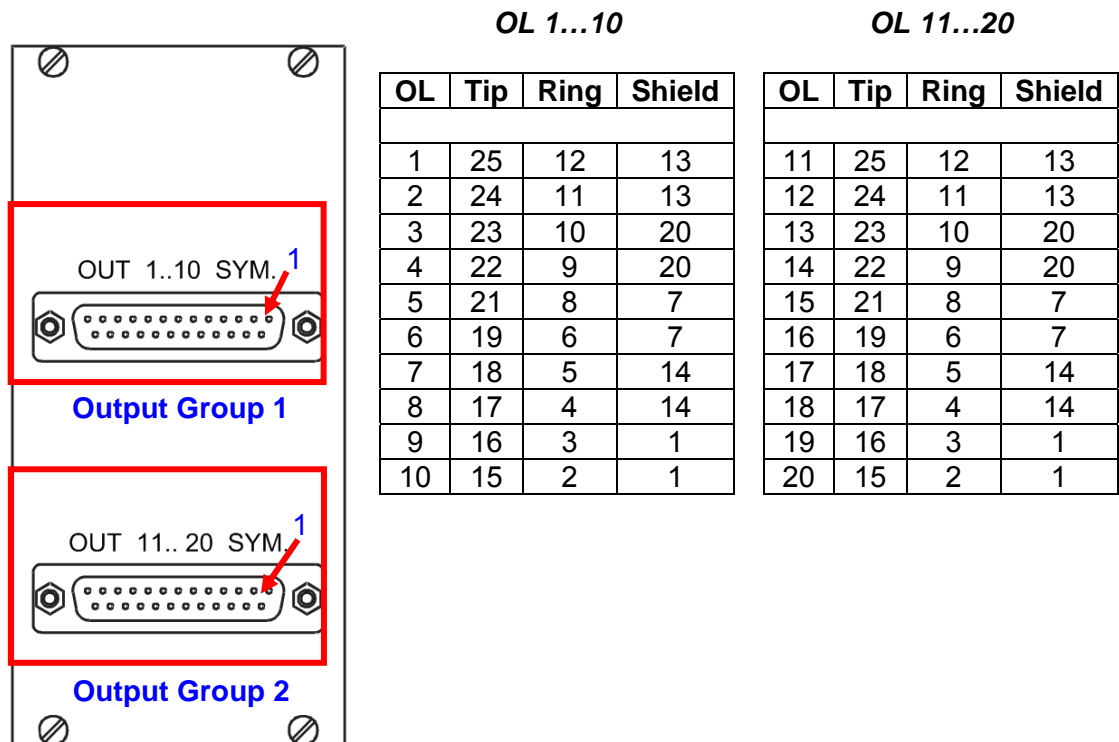 OL 1…10
OL Tip Ring Shield
1 25 12 13
2 24 11 13
3 23 10 20
4 22 9 20
5 21 8 7
6 19 6 7
7 18 5 14
8 17 4 14
9 16 3 1
10 15 2 1
OL 11…20
OL Tip Ring Shield
11 25 12 13
12 24 11 13
13 23 10 20
14 22 9 20
15 21 8 7
16 19 6 7
17 18 5 14
18 17 4 14
19 16 3 1
20 15 2 1
OUT 1..10 SYM. 1
Output Group 1
OUT 11.. 20 SYM. 1
Output Group 2